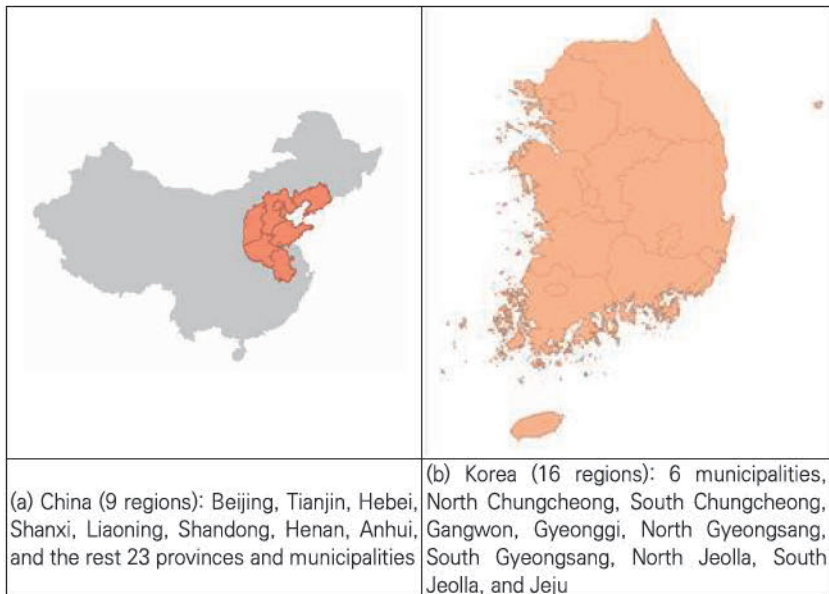 (a) China (9 regions): Beijing, Tianjin, Hebei,
Shanxi, Liaoning, Shandong, Henan, Anhui,
and the rest 23 provinces and municipalities
(b) Korea (16 regions): 6 municipalities,
North Chungcheong, South Chungcheong,
Gangwon, Gyeonggi, North Gyeongsang,
South Gyeongsang, North Jeolla, South
Jeolla, and Jeju